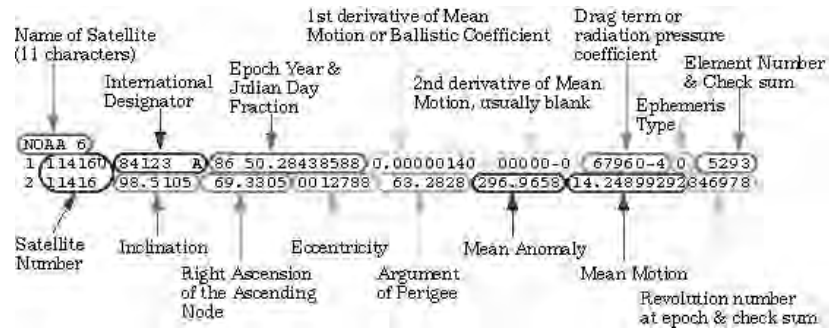 Name of Satellite
(11 characters)
International
Designator
Epoch Year &
Julian Day
Fraction
1st derivative of Mean
Motion or Ballistic Coefficient
2nd derivative of Mean
Motion, usually blank
Drag term or
radiation pressure
coefficient
Ephemeris
Type
Element Number
& Check sum
NOAA 6
1 11416U 84123 A 86 50.28438588 0.00000140 00000-0 67960-4 0 5293
2 11416 98.5105 69.3305 0012788 63.2828 296.9658 14.24899292346978
Satellite
Number
Inclination
Right Ascension
of the Ascending
Node
Eccentricity
Argument
of Perigee
Mean Anomaly
Mean Motion
Revolution number
at epoch & check sum